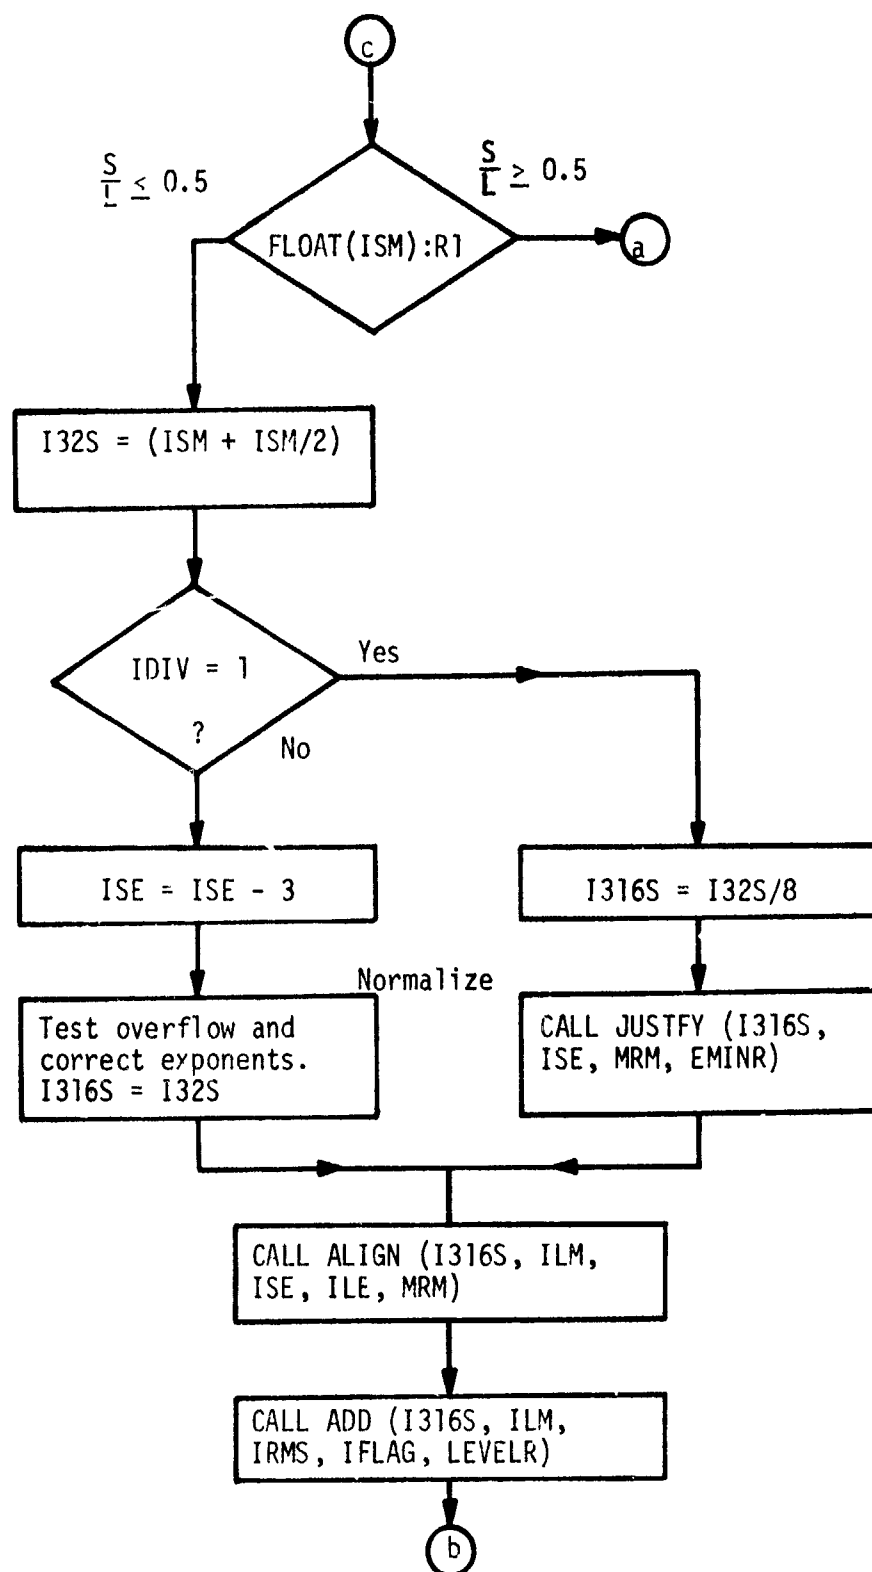 c
S/L ≤ 0.5
S/L ≥ 0.5
FLOAT(ISM):R1
a
I32S = (ISM + ISM/2)
IDIV = 1
?
Yes
No
ISE = ISE - 3
I316S = I32S/8
Normalize
Test overflow and
correct exponents.
I316S = I32S
CALL JUSTFY (I316S,
ISE, MRM, EMINR)
CALL ALIGN (I316S, ILM,
ISE, ILE, MRM)
CALL ADD (I316S, ILM,
IRMS, IFLAG, LEVELR)
b